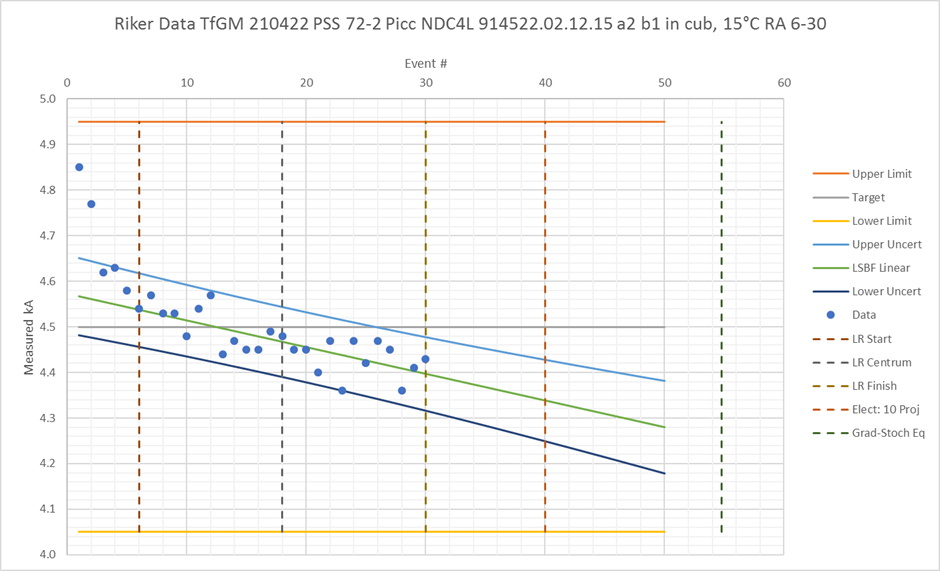 Riker Data TfGM 210422 PSS 72-2 Picc NDC4L 914522.02.12.15 a2 b1 in cub, 15°C RA 6-30
Event #
0 10 20 30 40 50 60
5.0
4.9
4.8
4.7
4.6
4.5
4.4
4.3
4.2
4.1
4.0
Measured kA
Upper Limit
Target
Lower Limit
Upper Uncert
LSBF Linear
Lower Uncert
Data
LR Start
LR Centrum
LR Finish
Elect: 10 Proj
Grad-Stoch Eq